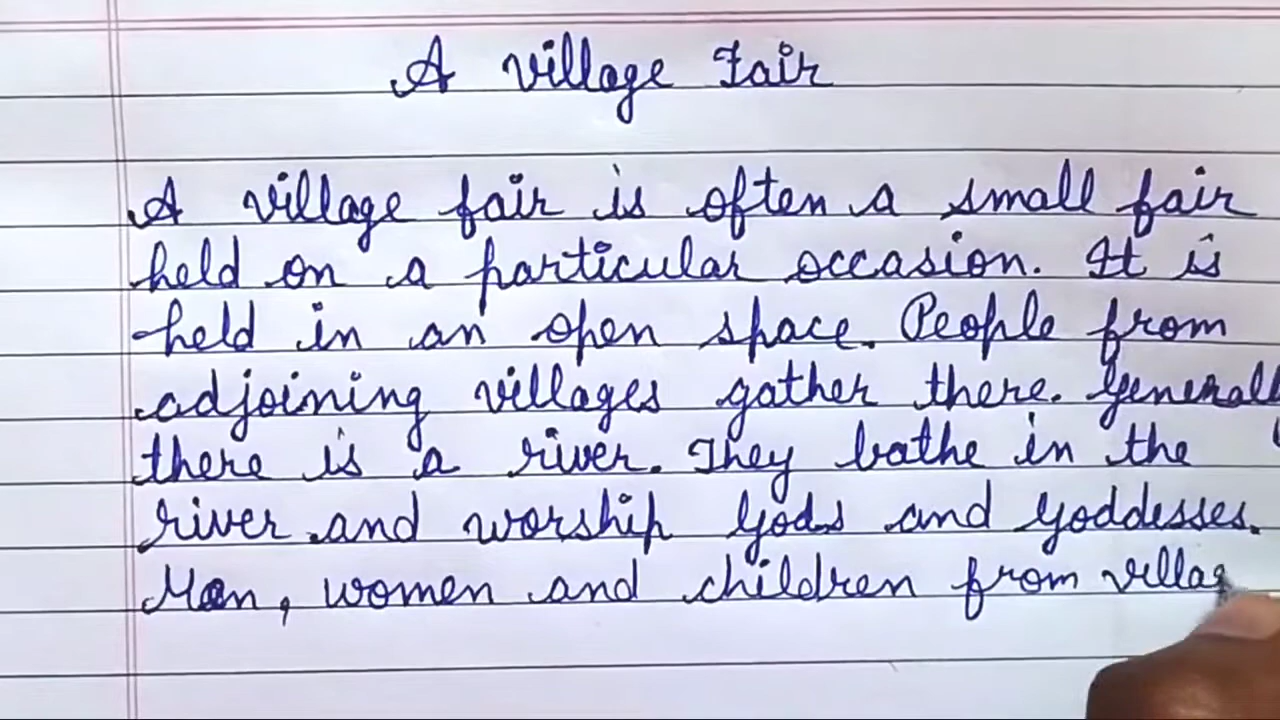 A Village Fair
A village fair is often a small fair
held on a particular occasion. It is
held in an open space. People from
adjoining villages gather there. Generall
there is a river. They bathe in the
river and worship Gods and Goddesses.
Men, women and children from villag